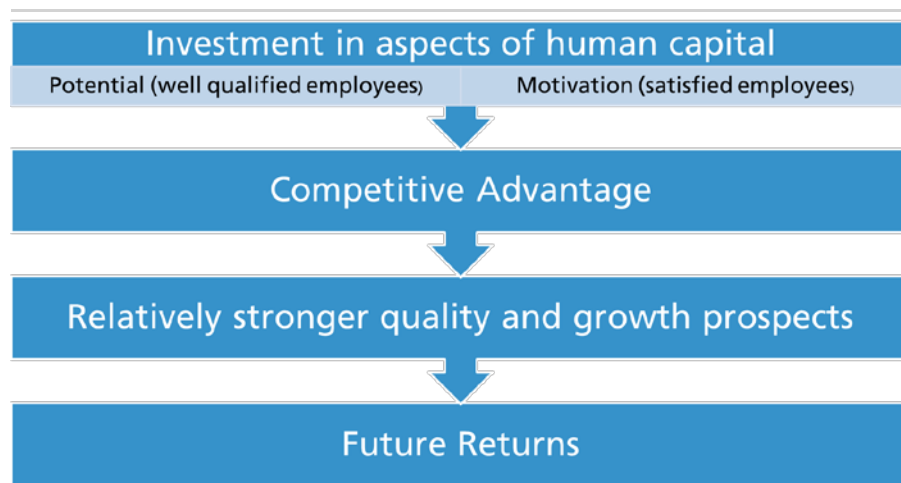 Investment in aspects of human capital
Potential (well qualified employees)
Motivation (satisfied employees)
Competitive Advantage
Relatively stronger quality and growth prospects
Future Returns